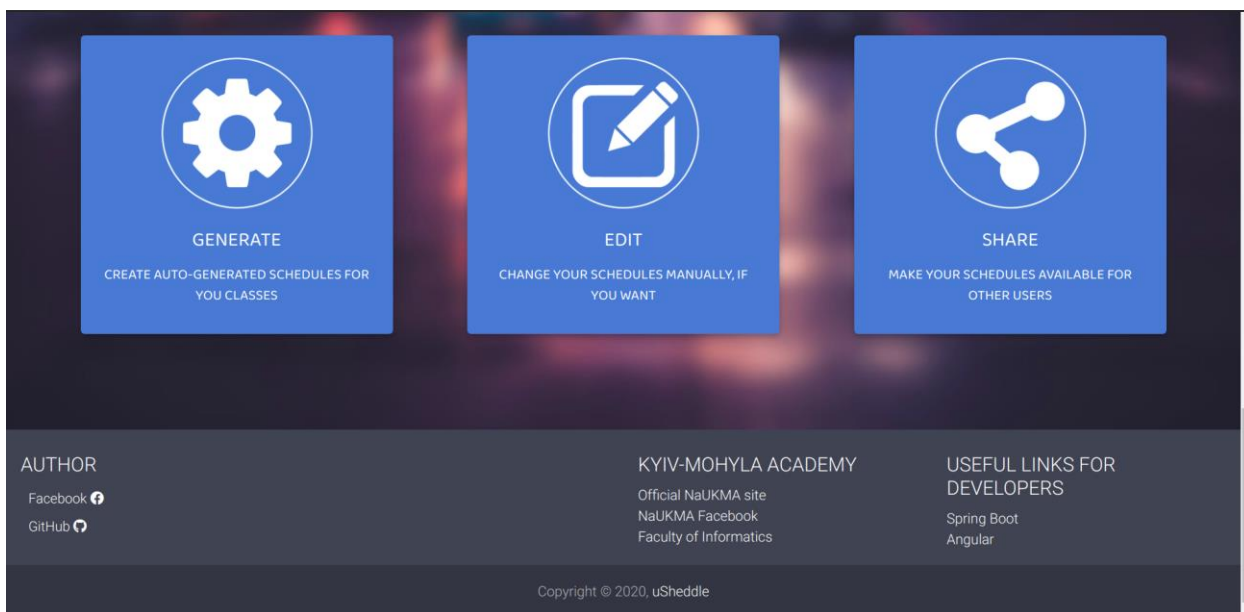 GENERATE
CREATE AUTO-GENERATED SCHEDULES FOR
YOU CLASSES
EDIT
CHANGE YOUR SCHEDULES MANUALLY, IF
YOU WANT
SHARE
MAKE YOUR SCHEDULES AVAILABLE FOR
OTHER USERS
AUTHOR
Facebook
GitHub
KYIV-MOHYLA ACADEMY
Official NaUKMA site
NaUKMA Facebook
Faculty of Informatics
USEFUL LINKS FOR
DEVELOPERS
Spring Boot
Angular
Copyright © 2020, uSheddle